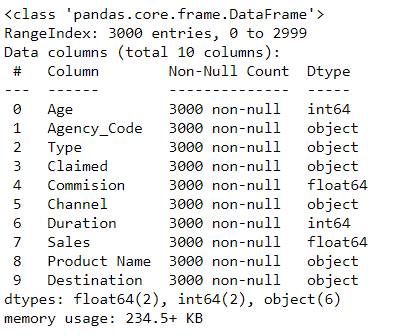 <class 'pandas.core.frame.DataFrame'>
RangeIndex: 3000 entries, 0 to 2999
Data columns (total 10 columns):
 #   Column        Non-Null Count  Dtype
---  ------        --------------  -----
 0   Age           3000 non-null   int64
 1   Agency_Code   3000 non-null   object
 2   Type          3000 non-null   object
 3   Claimed       3000 non-null   object
 4   Commision     3000 non-null   float64
 5   Channel       3000 non-null   object
 6   Duration      3000 non-null   int64
 7   Sales         3000 non-null   float64
 8   Product Name  3000 non-null   object
 9   Destination   3000 non-null   object
dtypes: float64(2), int64(2), object(6)
memory usage: 234.5+ KB